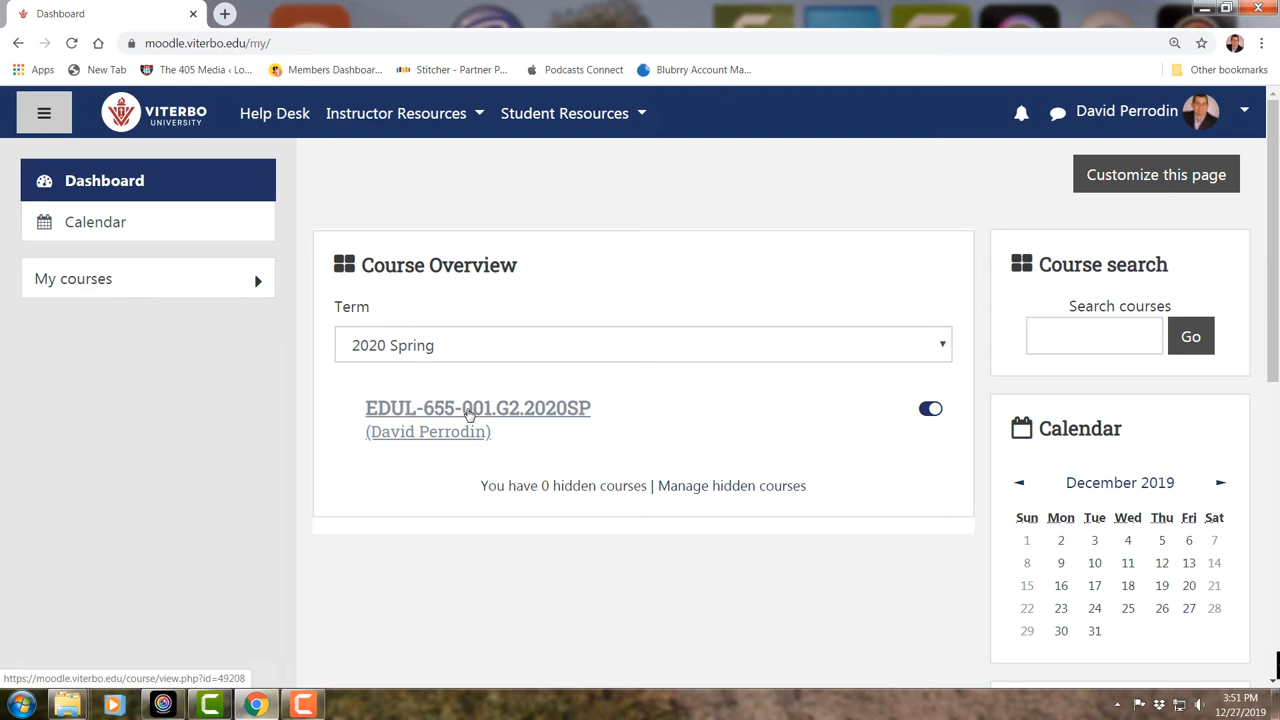 Dashboard
moodle.viterbo.edu/my/
Apps New Tab The 405 Media ‹ Lo... Members Dashboar... Stitcher - Partner P... Podcasts Connect Blubrry Account Ma... Other bookmarks
VITERBO
UNIVERSITY
Help Desk Instructor Resources Student Resources David Perrodin
Customize this page
Dashboard
Calendar
My courses
Course Overview
Term
2020 Spring
EDUL-655-001.G2.2020SP
(David Perrodin)
You have 0 hidden courses | Manage hidden courses
Course search
Search courses
Go
Calendar
◄ December 2019 ►
Sun Mon Tue Wed Thu Fri Sat
1 2 3 4 5 6 7
8 9 10 11 12 13 14
15 16 17 18 19 20 21
22 23 24 25 26 27 28
29 30 31
https://moodle.viterbo.edu/course/view.php?id=49208
3:51 PM
12/27/2019